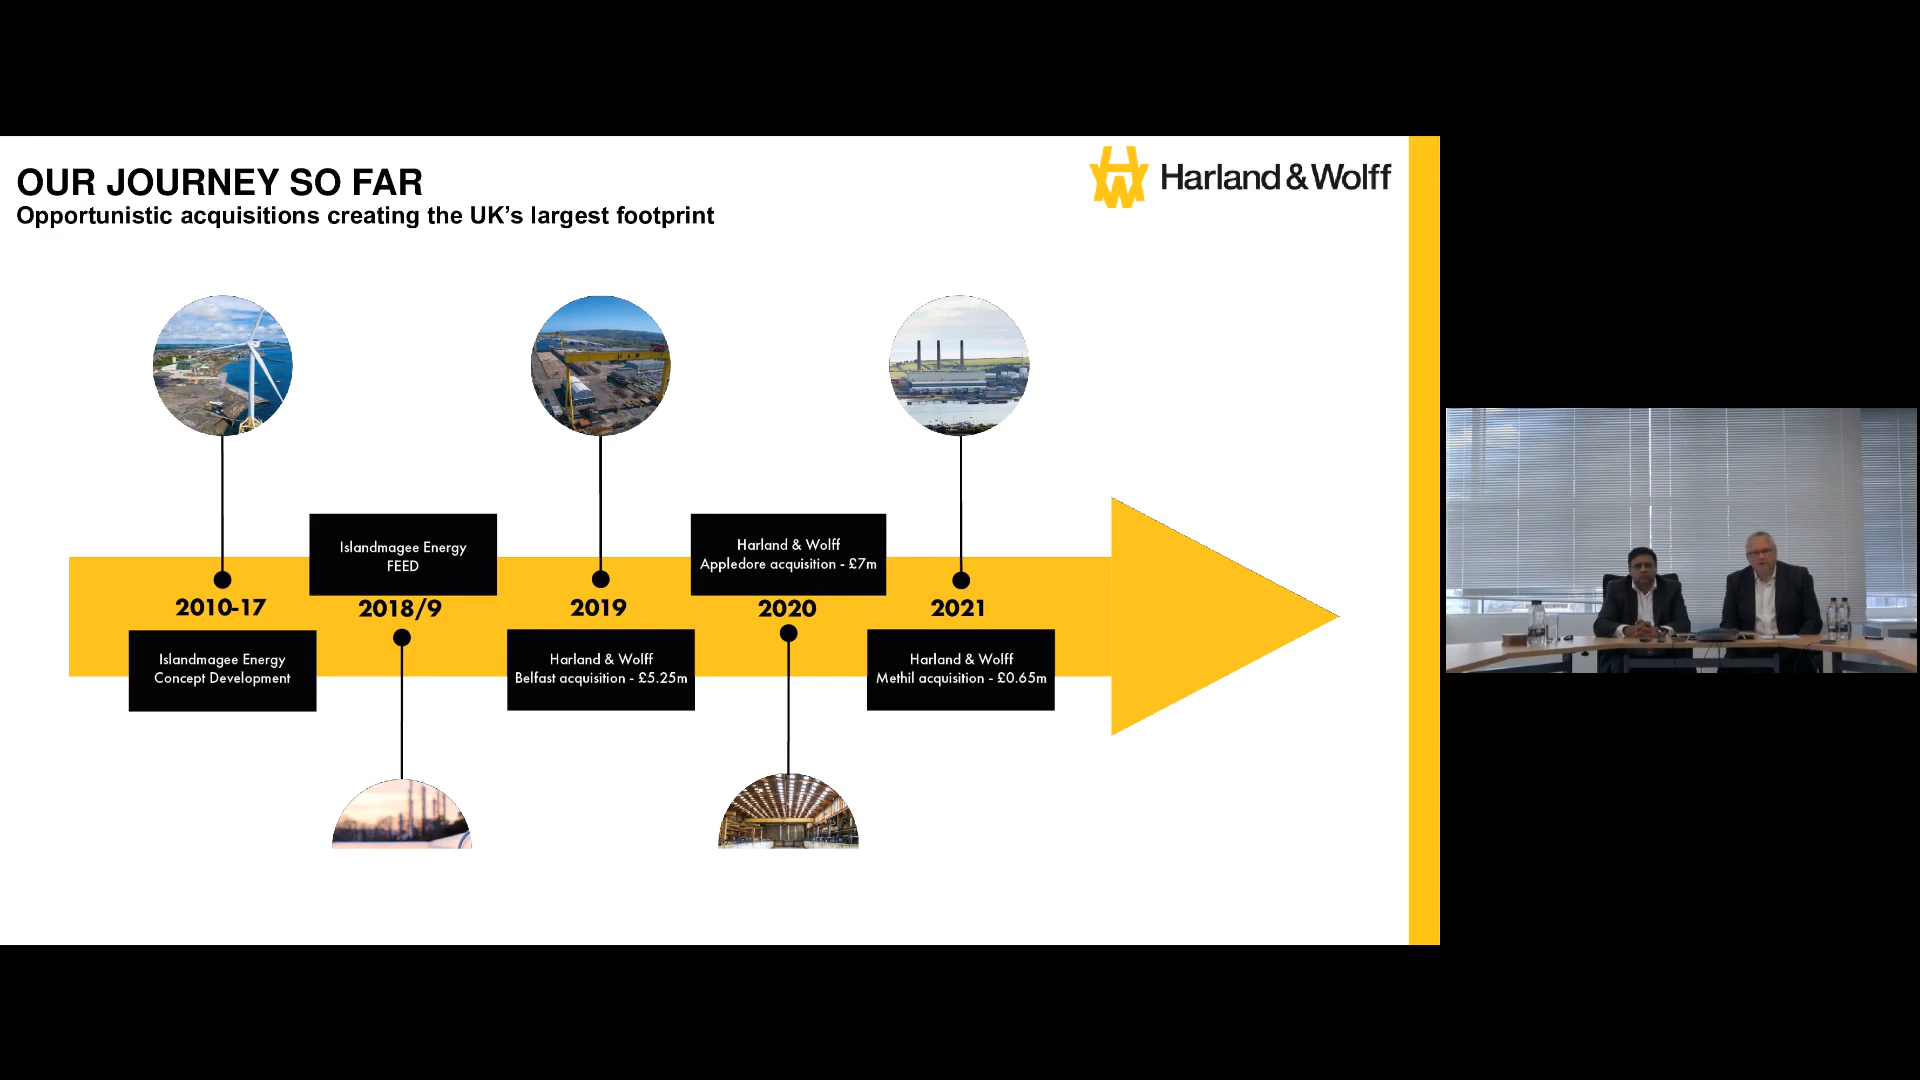 OUR JOURNEY SO FAR
Opportunistic acquisitions creating the UK’s largest footprint
Harland & Wolff
2010-17
Islandmagee Energy
Concept Development
Islandmagee Energy
FEED
2018/9
2019
Harland & Wolff
Belfast acquisition - £5.25m
Harland & Wolff
Appledore acquisition - £7m
2020
2021
Harland & Wolff
Methil acquisition - £0.65m